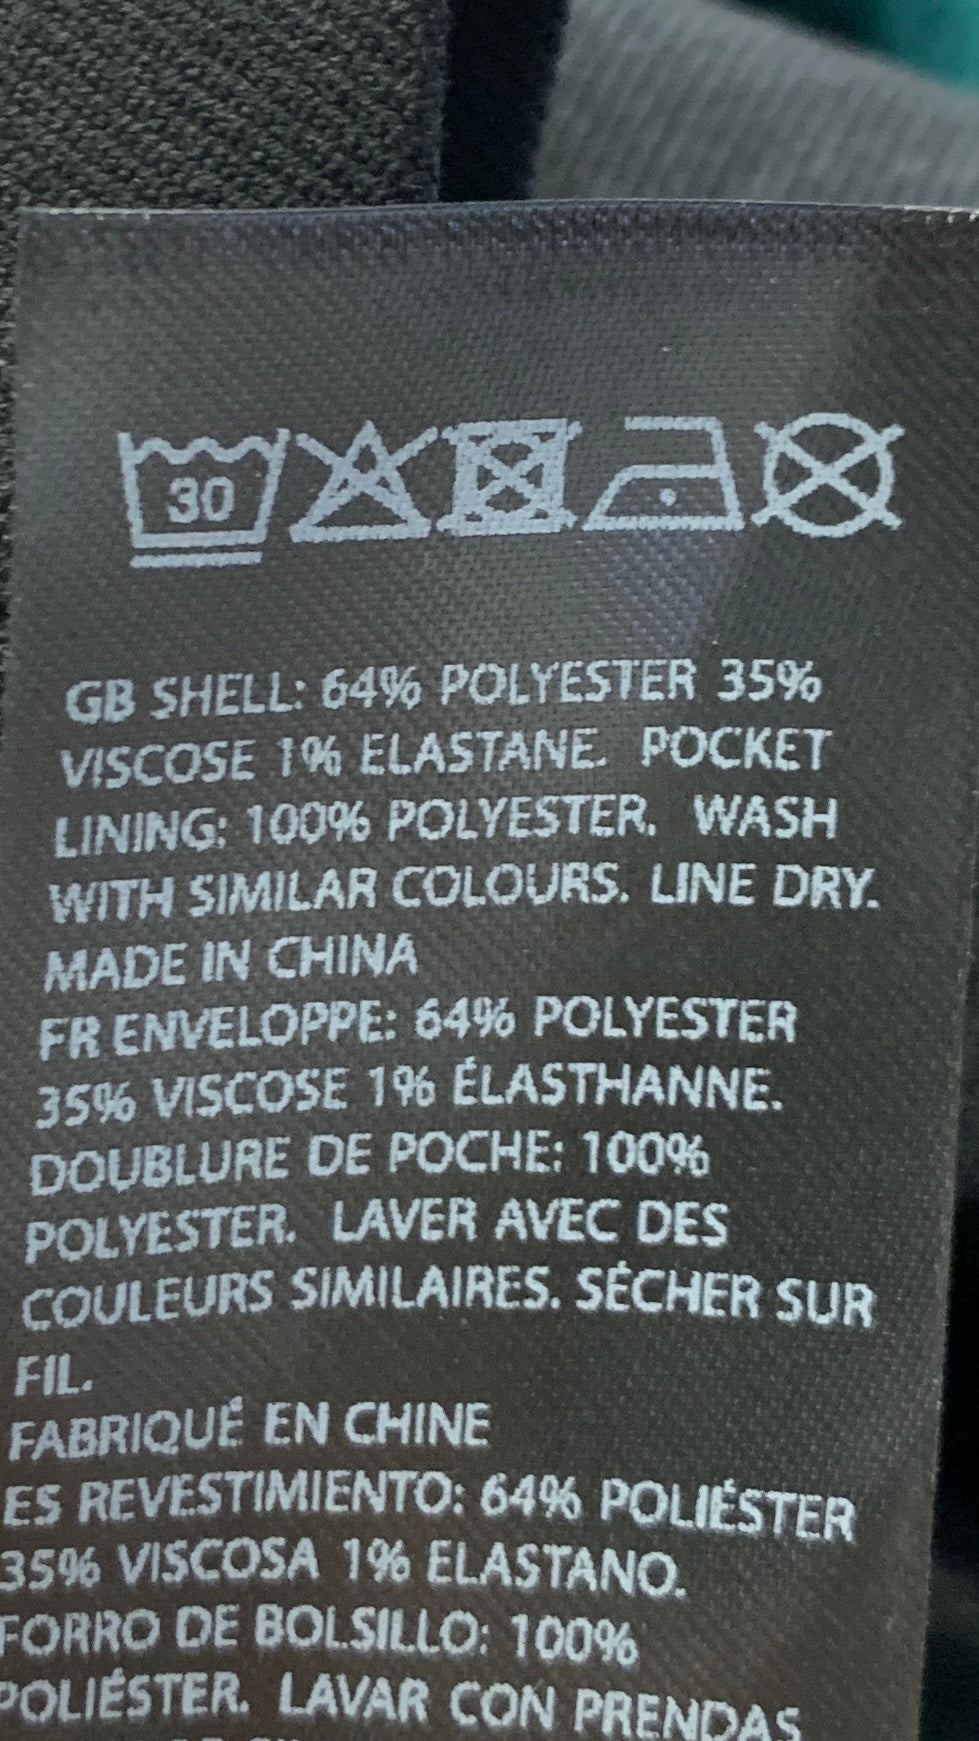 30
GB SHELL: 64% POLYESTER 35%
VISCOSE 1% ELASTANE. POCKET
LINING: 100% POLYESTER. WASH
WITH SIMILAR COLOURS. LINE DRY.
MADE IN CHINA
FR ENVELOPPE: 64% POLYESTER
35% VISCOSE 1% ÉLASTHANNE.
DOUBLURE DE POCHE: 100%
POLYESTER. LAVER AVEC DES
COULEURS SIMILAIRES. SÉCHER SUR
FIL.
FABRIQUÉ EN CHINE
ES REVESTIMIENTO: 64% POLIÉSTER
35% VISCOSA 1% ELASTANO.
FORRO DE BOLSILLO: 100%
POLIÉSTER. LAVAR CON PRENDAS